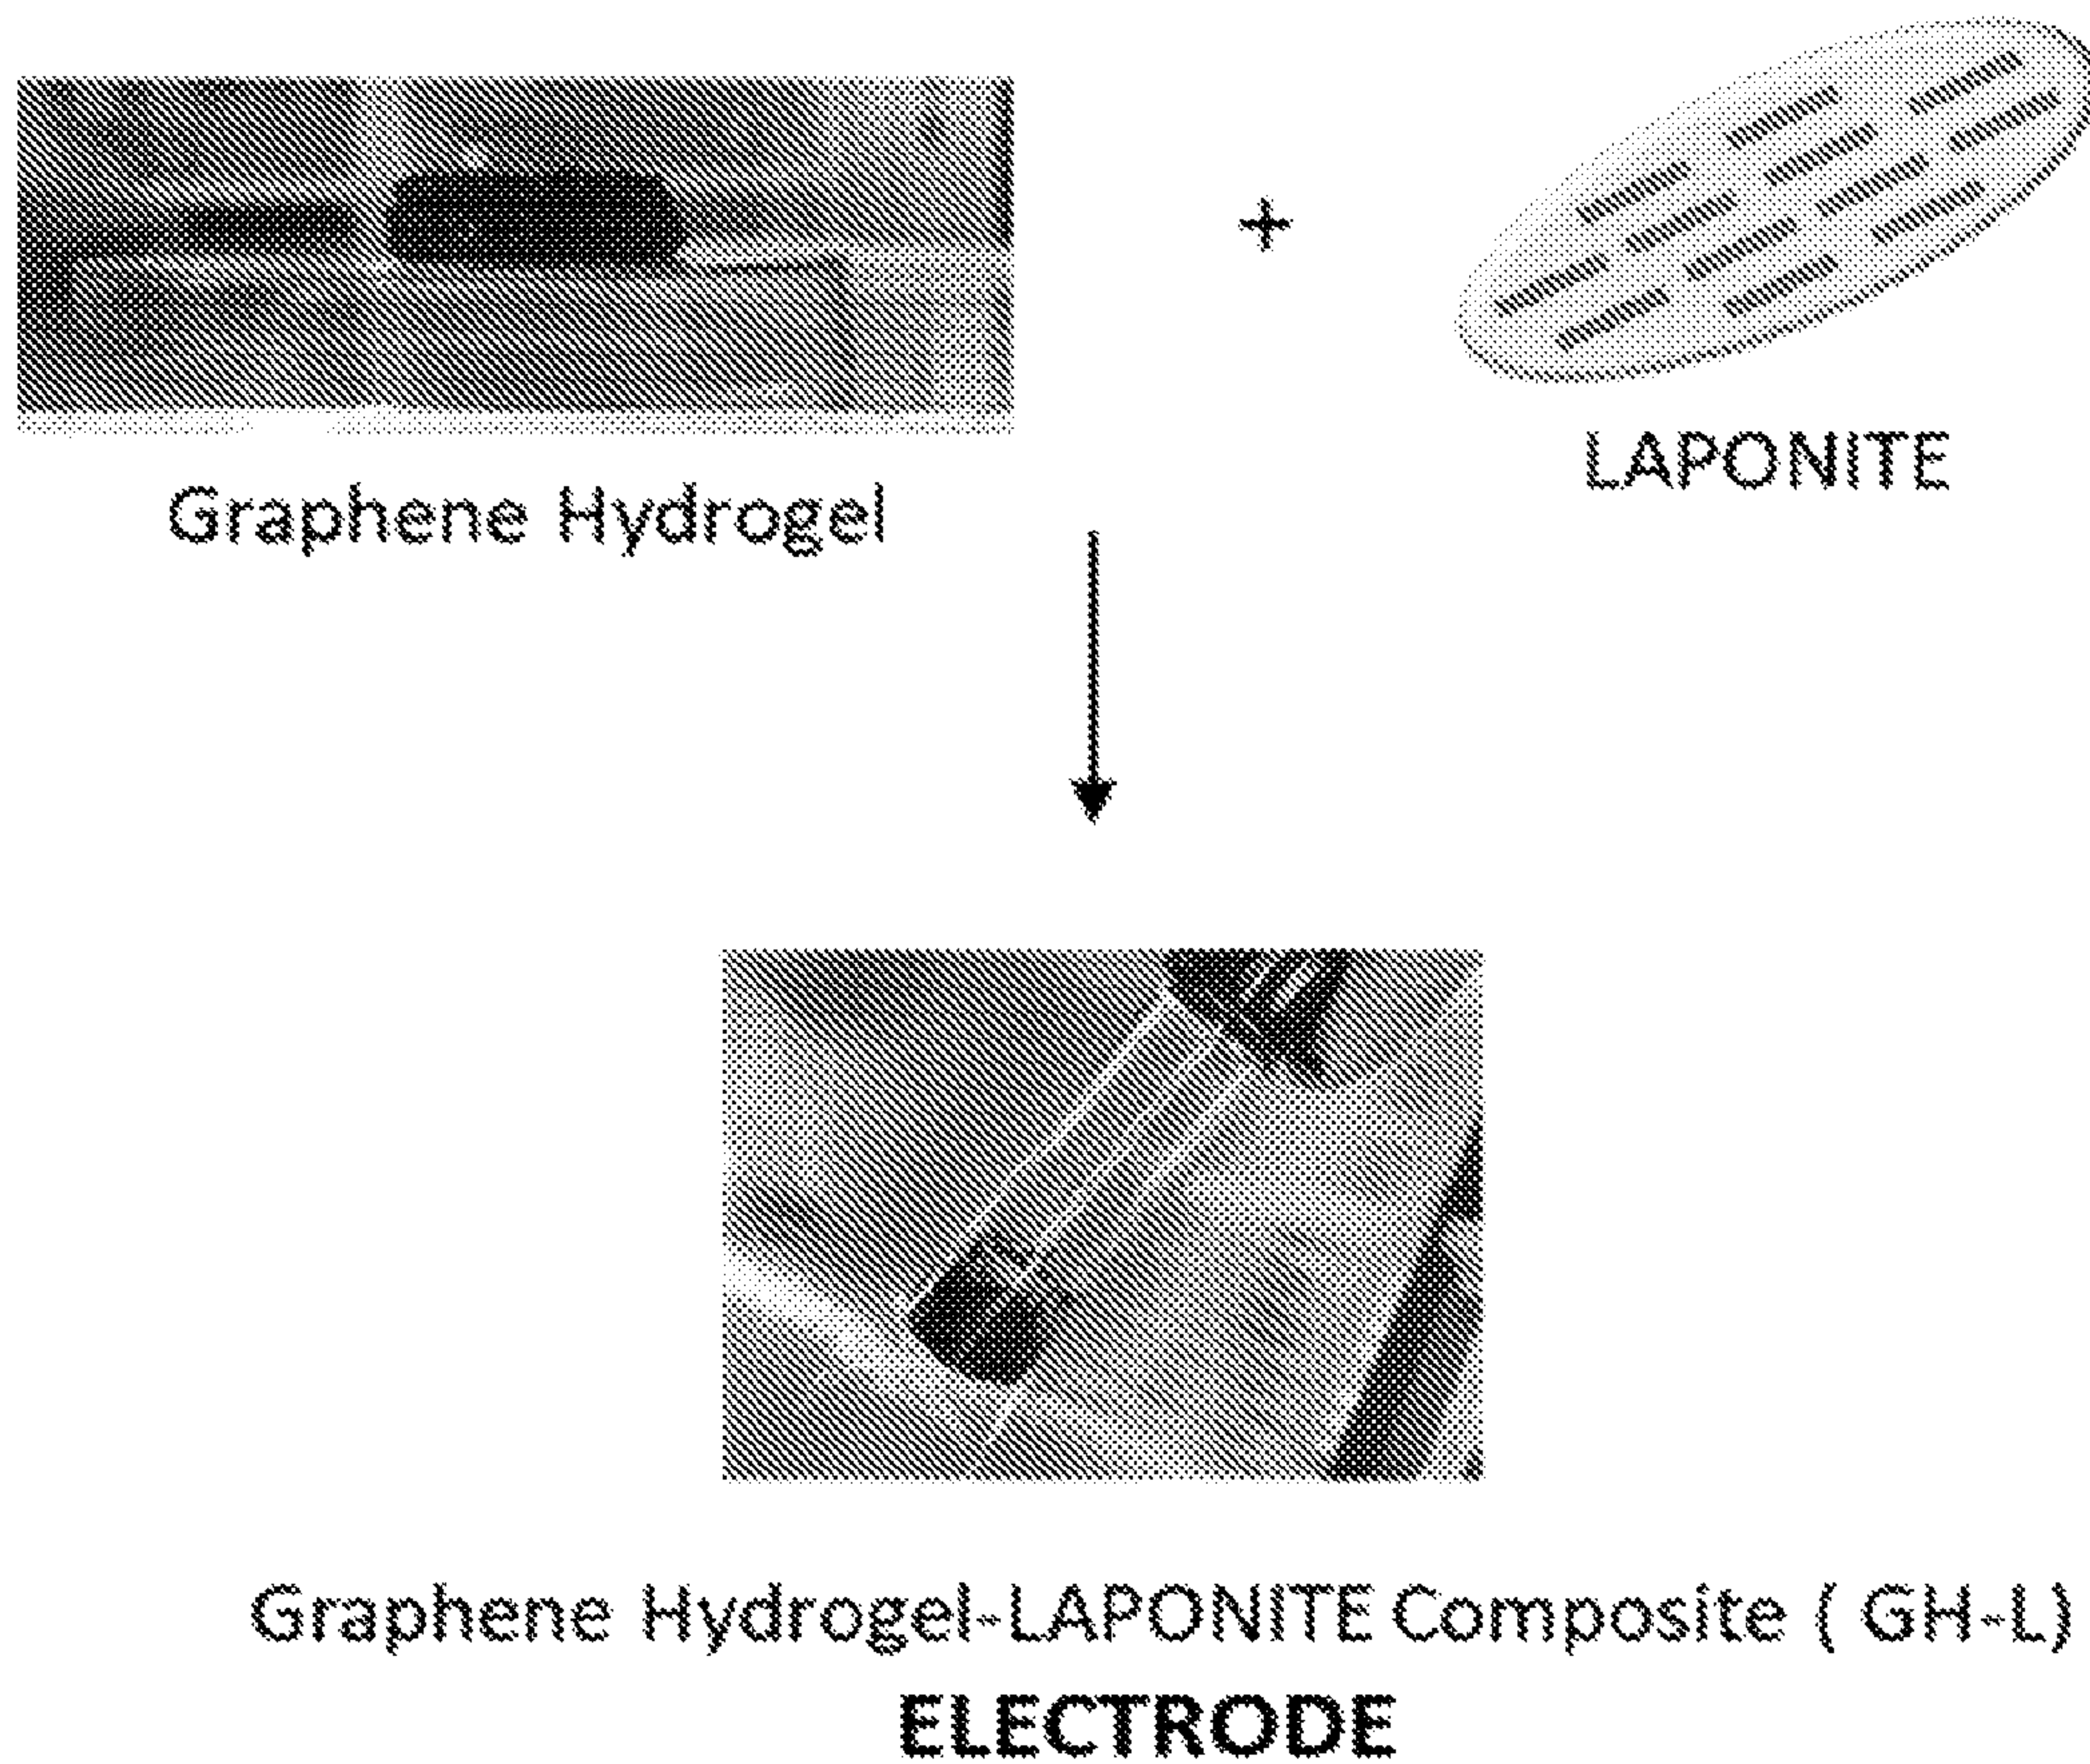 +
LAPONITE
Graphene Hydrogel
Graphene Hydrogel-LAPONITE Composite ( GH-L)
ELECTRODE